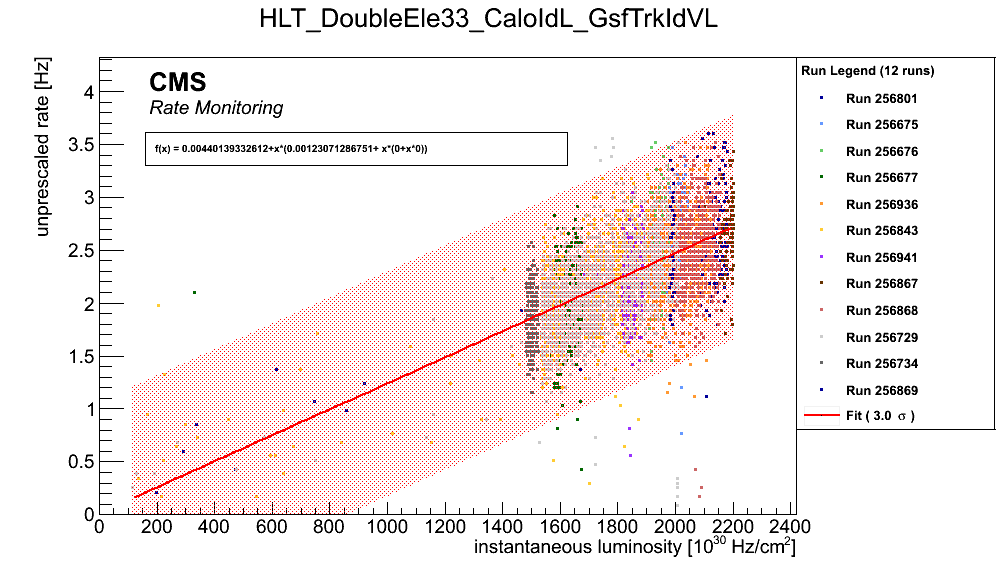 HLT_DoubleEle33_CaloIdL_GsfTrkIdVL
unprescaled rate [Hz]
CMS
Rate Monitoring
f(x) = 0.00440139332612+x*(0.00123071286751+ x*(0+x*0))
4
3.5
3
2.5
2
1.5
1
0.5
0
0 200 400 600 800 1000 1200 1400 1600 1800 2000 2200 2400
instantaneous luminosity [10³⁰ Hz/cm²]
Run Legend (12 runs)
Run 256801
Run 256675
Run 256676
Run 256677
Run 256936
Run 256843
Run 256941
Run 256867
Run 256868
Run 256729
Run 256734
Run 256869
Fit ( 3.0 σ )